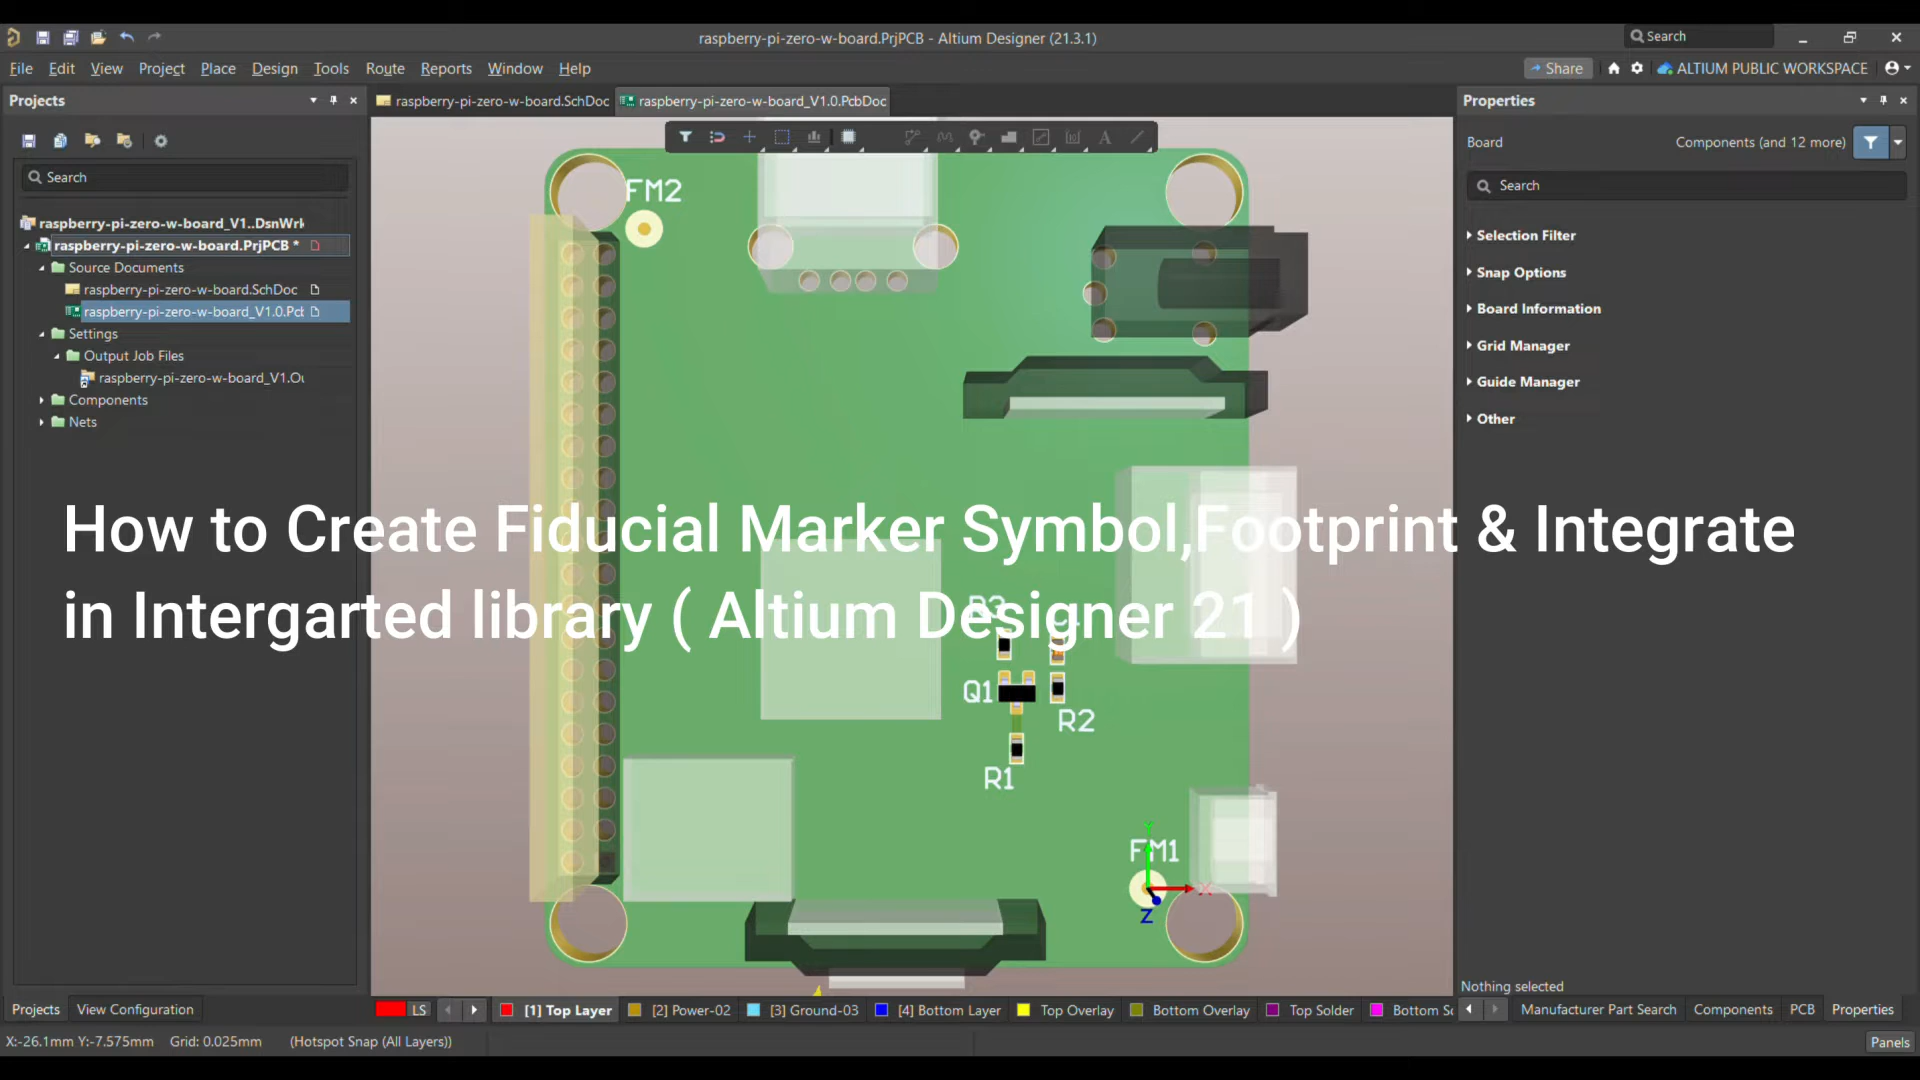 raspberry-pi-zero-w-board.PrjPCB - Altium Designer (21.3.1)
Search
File Edit View Project Place Design Tools Route Reports Window Help
Share
ALTIUM PUBLIC WORKSPACE
Projects
raspberry-pi-zero-w-board.SchDoc
raspberry-pi-zero-w-board_V1.0.PcbDoc
Properties
Board
Components (and 12 more)
Search
Search
raspberry-pi-zero-w-board_V1..DsnWrk
raspberry-pi-zero-w-board.PrjPCB *
Source Documents
raspberry-pi-zero-w-board.SchDoc
raspberry-pi-zero-w-board_V1.0.Pcb
Settings
Output Job Files
raspberry-pi-zero-w-board_V1.Ou
Components
Nets
Selection Filter
Snap Options
Board Information
Grid Manager
Guide Manager
Other
FM2
How to Create Fiducial Marker Symbol,Footprint & Integrate
in Intergarted library ( Altium Designer 21 )
R3
Q1
R2
R1
FM1
X
Y
Z
Nothing selected
Projects
View Configuration
LS
[1] Top Layer
[2] Power-02
[3] Ground-03
[4] Bottom Layer
Top Overlay
Bottom Overlay
Top Solder
Bottom So
Manufacturer Part Search
Components
PCB
Properties
X:-26.1mm Y:-7.575mm Grid: 0.025mm (Hotspot Snap (All Layers))
Panels